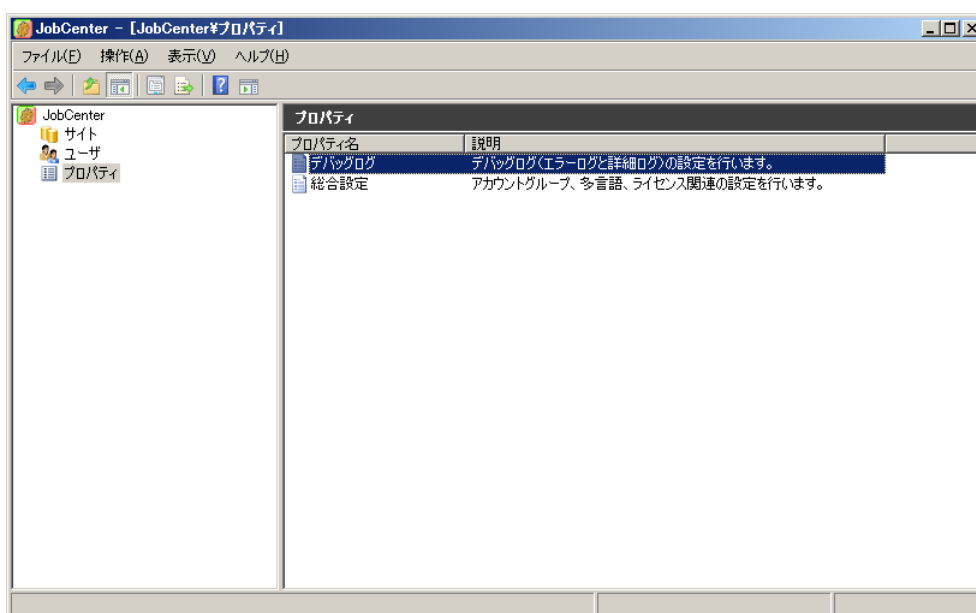 JobCenter - [JobCenter¥プロパティ]
ファイル(F) 操作(A) 表示(V) ヘルプ(H)
JobCenter
サイト
ユーザ
プロパティ
プロパティ
プロパティ名 説明
デバッグログ デバッグログ(エラーログと詳細ログ)の設定を行います。
総合設定 アカウントグループ、多言語、ライセンス関連の設定を行います。